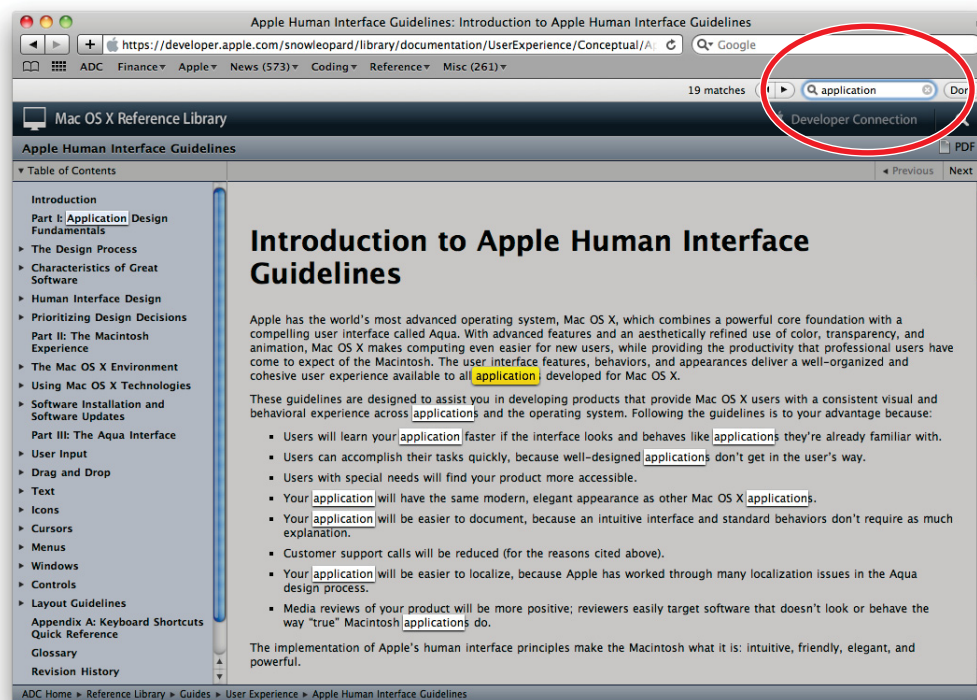 Apple Human Interface Guidelines: Introduction to Apple Human Interface Guidelines
https://developer.apple.com/snowleopard/library/documentation/UserExperience/Conceptual/A
Google
ADC Finance Apple News (573) Coding Reference Misc (261)
19 matches application
Mac OS X Reference Library
Developer Connection
Apple Human Interface Guidelines
PDF
Table of Contents
Previous Next
Introduction
Part I: Application Design
Fundamentals
The Design Process
Characteristics of Great
Software
Human Interface Design
Prioritizing Design Decisions
Part II: The Macintosh
Experience
The Mac OS X Environment
Using Mac OS X Technologies
Software Installation and
Software Updates
Part III: The Aqua Interface
User Input
Drag and Drop
Text
Icons
Cursors
Menus
Windows
Controls
Layout Guidelines
Appendix A: Keyboard Shortcuts
Quick Reference
Glossary
Revision History
Introduction to Apple Human Interface
Guidelines
Apple has the world's most advanced operating system, Mac OS X, which combines a powerful core foundation with a
compelling user interface called Aqua. With advanced features and an aesthetically refined use of color, transparency, and
animation, Mac OS X makes computing even easier for new users, while providing the productivity that professional users have
come to expect of the Macintosh. The user interface features, behaviors, and appearances deliver a well-organized and
cohesive user experience available to all applications developed for Mac OS X.
These guidelines are designed to assist you in developing products that provide Mac OS X users with a consistent visual and
behavioral experience across applications and the operating system. Following the guidelines is to your advantage because:
▪ Users will learn your application faster if the interface looks and behaves like applications they're already familiar with.
▪ Users can accomplish their tasks quickly, because well-designed applications don't get in the user's way.
▪ Users with special needs will find your product more accessible.
▪ Your application will have the same modern, elegant appearance as other Mac OS X applications.
▪ Your application will be easier to document, because an intuitive interface and standard behaviors don't require as much
explanation.
▪ Customer support calls will be reduced (for the reasons cited above).
▪ Your application will be easier to localize, because Apple has worked through many localization issues in the Aqua
design process.
▪ Media reviews of your product will be more positive; reviewers easily target software that doesn't look or behave the
way "true" Macintosh applications do.
The implementation of Apple's human interface principles make the Macintosh what it is: intuitive, friendly, elegant, and
powerful.
ADC Home ▸ Reference Library ▸ Guides ▸ User Experience ▸ Apple Human Interface Guidelines